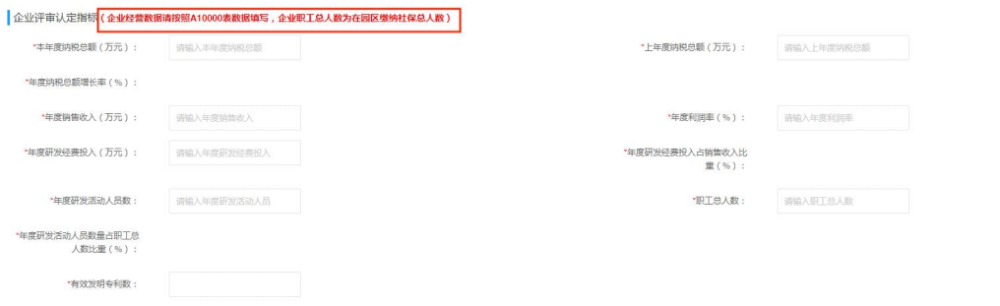 企业评审认定指标（企业经营数据请按照A10000表数据填写，企业职工总人数为在园区缴纳社保总人数）
*本年度纳税总额（万元）： 请输入本年度纳税总额 *上年度纳税总额（万元）： 请输入上年度纳税总额
*年度纳税总额增长率（%）：
*年度销售收入（万元）： 请输入年度销售收入 *年度利润率（%）： 请输入年度利润率
*年度研发经费投入（万元）： 请输入年度研发经费投入 *年度研发经费投入占销售收入比
重（%）：
*年度研发活动人员数： 请输入年度研发活动人员 *职工总人数： 请输入职工总人数
*年度研发活动人员数量占职工总
人数比重（%）：
*有效发明专利数：